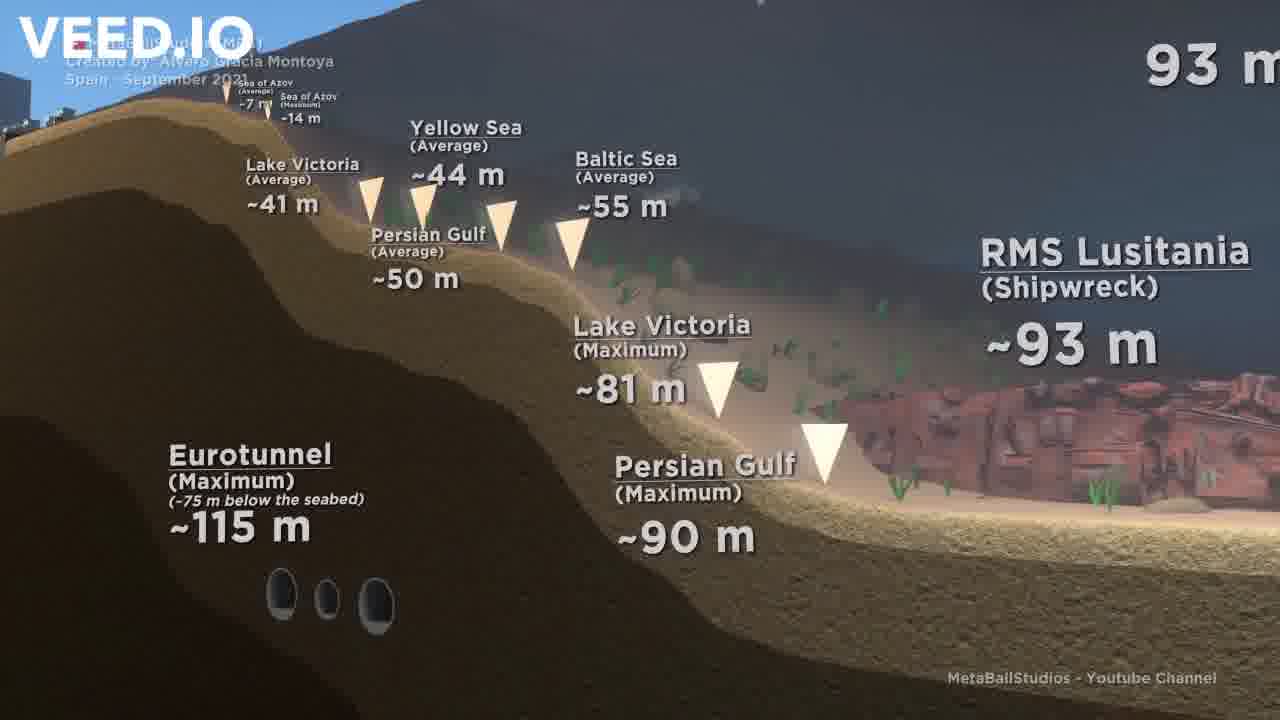 VEED.IO
MetaBallStudios (MBS)
Created by: Alvaro Gracia Montoya
Spain - September 2021
93 m
Sea of Azov
(Average)
~7 m
Sea of Azov
(Maximum)
~14 m
Yellow Sea
(Average)
~44 m
Baltic Sea
(Average)
~55 m
Lake Victoria
(Average)
~41 m
Persian Gulf
(Average)
~50 m
RMS Lusitania
(Shipwreck)
~93 m
Lake Victoria
(Maximum)
~81 m
Eurotunnel
(Maximum)
(~75 m below the seabed)
~115 m
Persian Gulf
(Maximum)
~90 m
MetaBallStudios - Youtube Channel